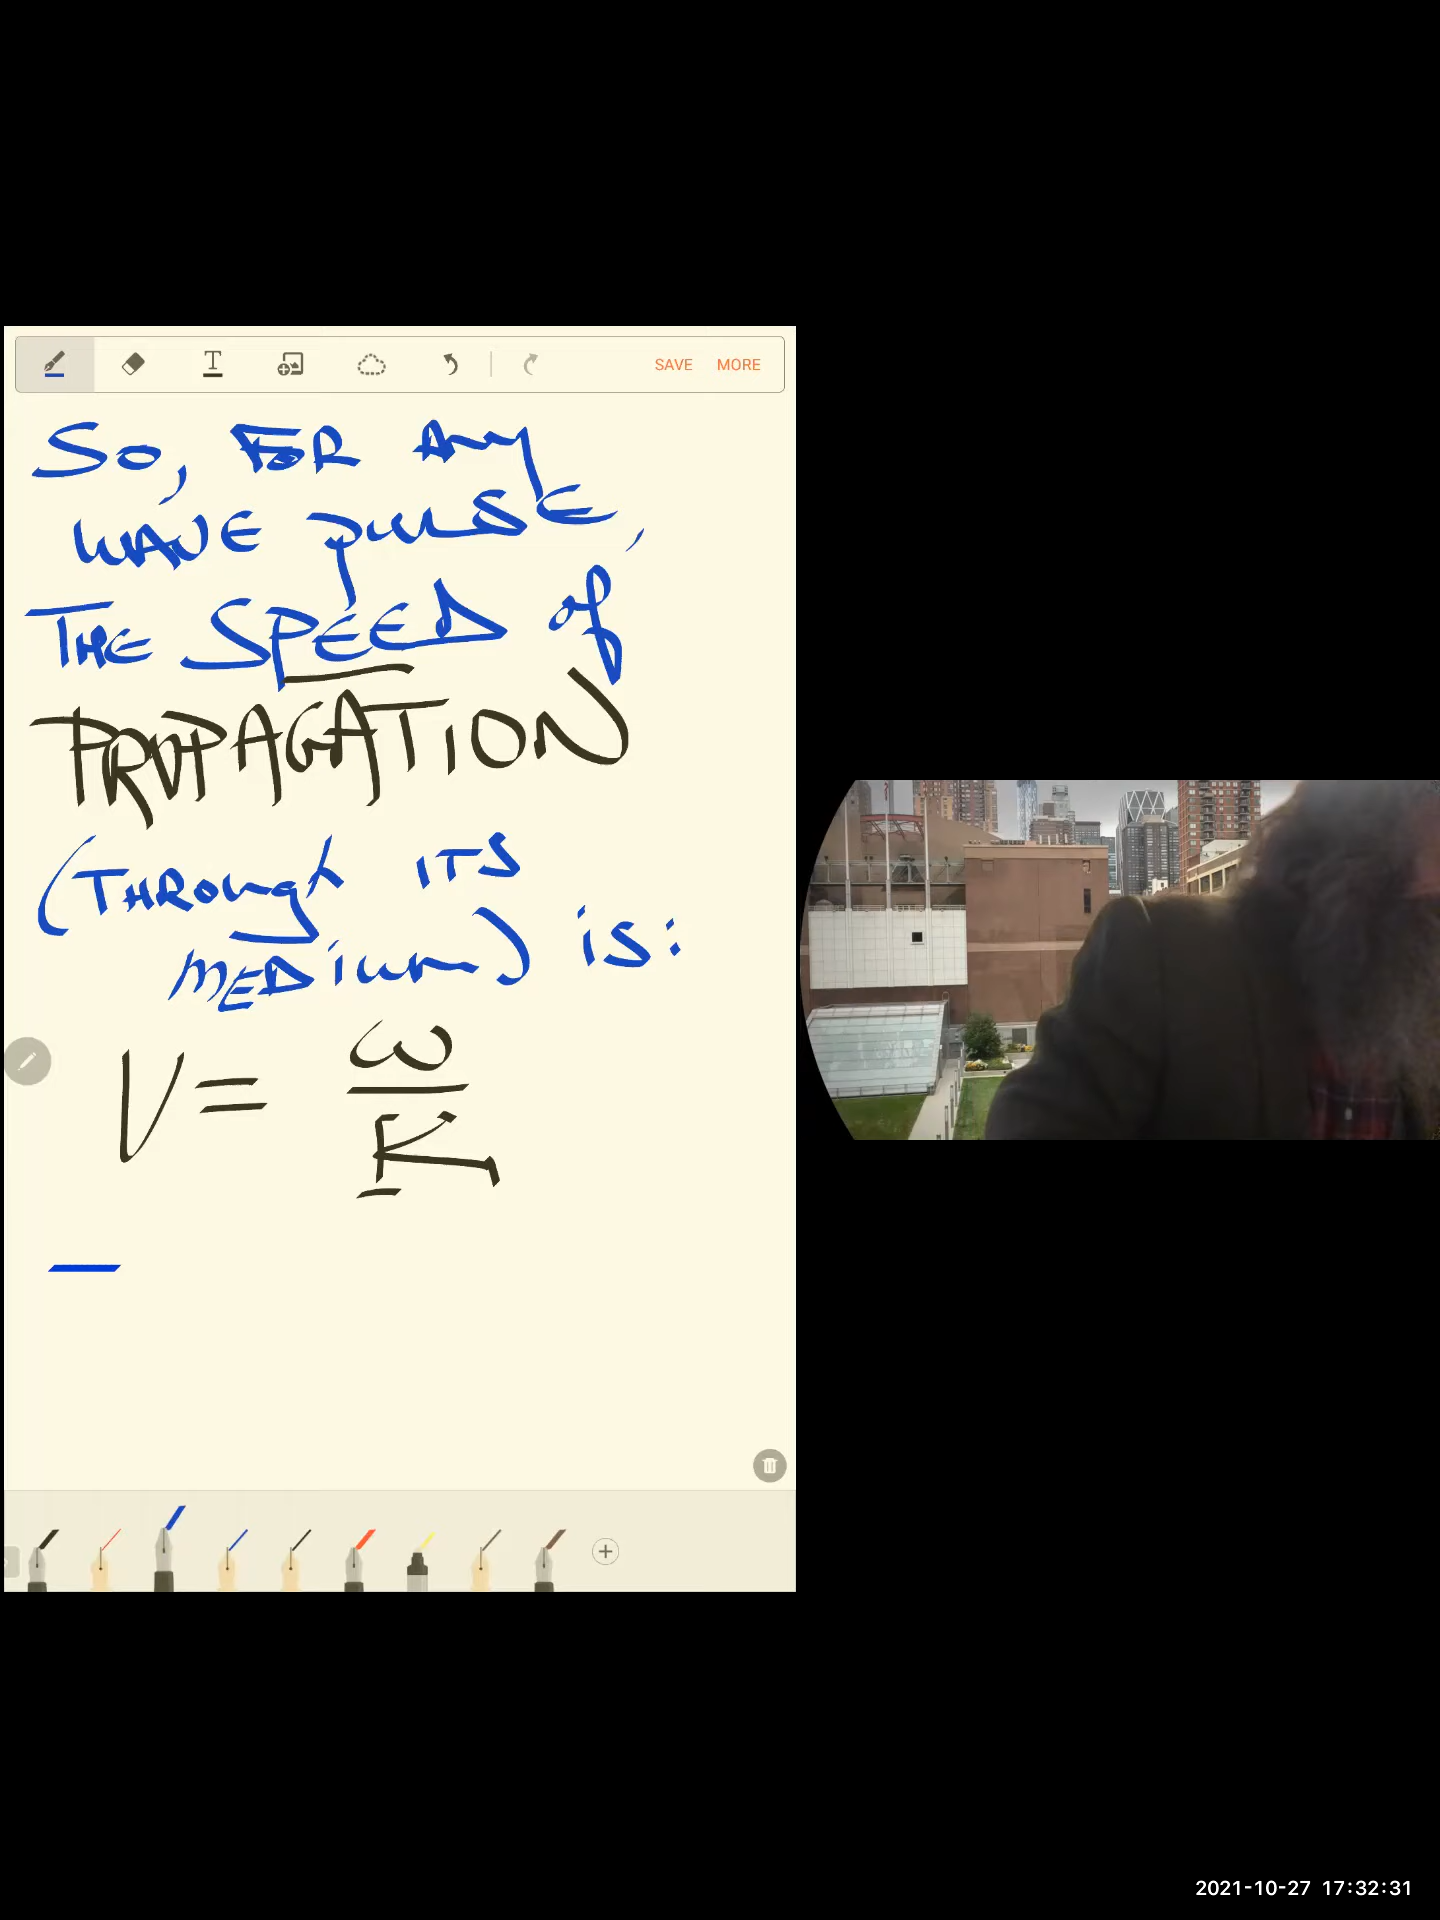 T
SAVE MORE
So, FOR Any
WAVE pulse,
THE SPEED of
PROPAGATION
(THROugh ITS
MEDium) is:
V = ω
K
2021-10-27 17:32:31